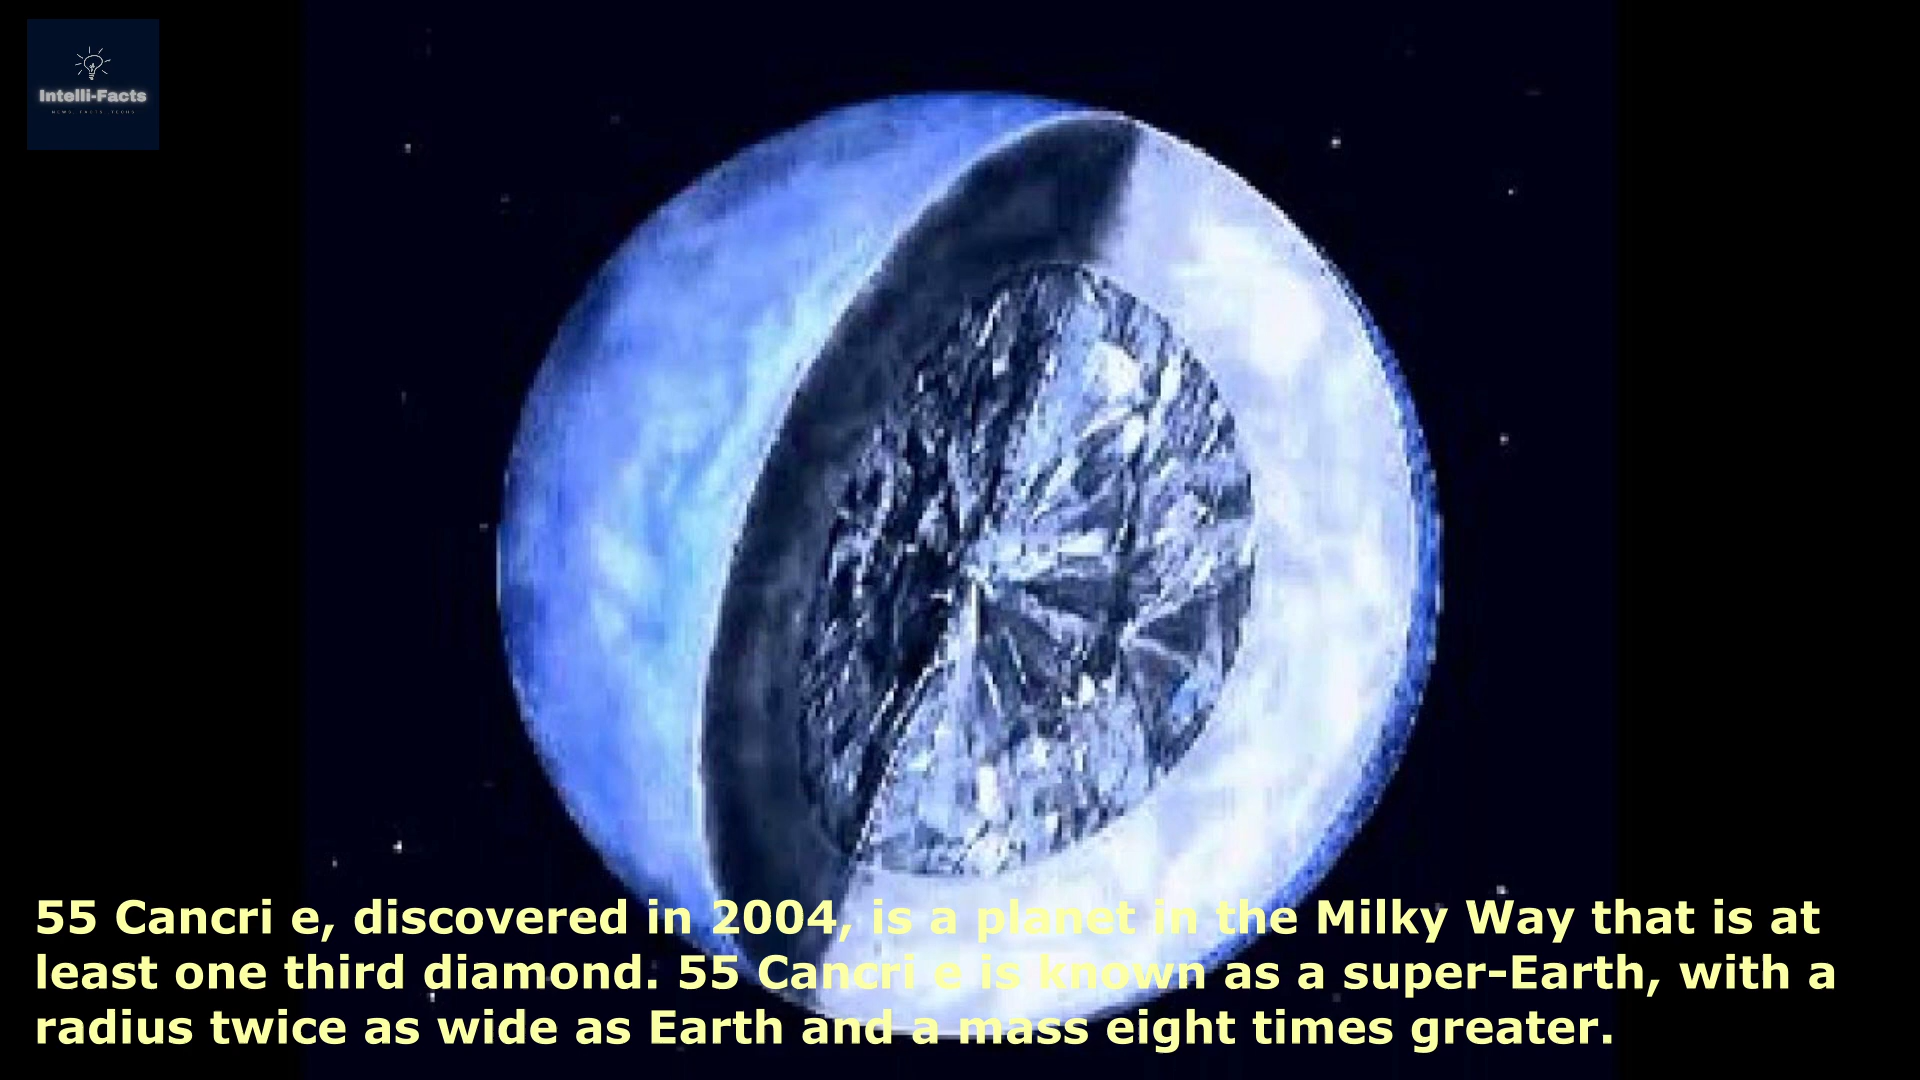 Intelli-Facts
55 Cancri e, discovered in 2004, is a planet in the Milky Way that is at
least one third diamond. 55 Cancri e is known as a super-Earth, with a
radius twice as wide as Earth and a mass eight times greater.